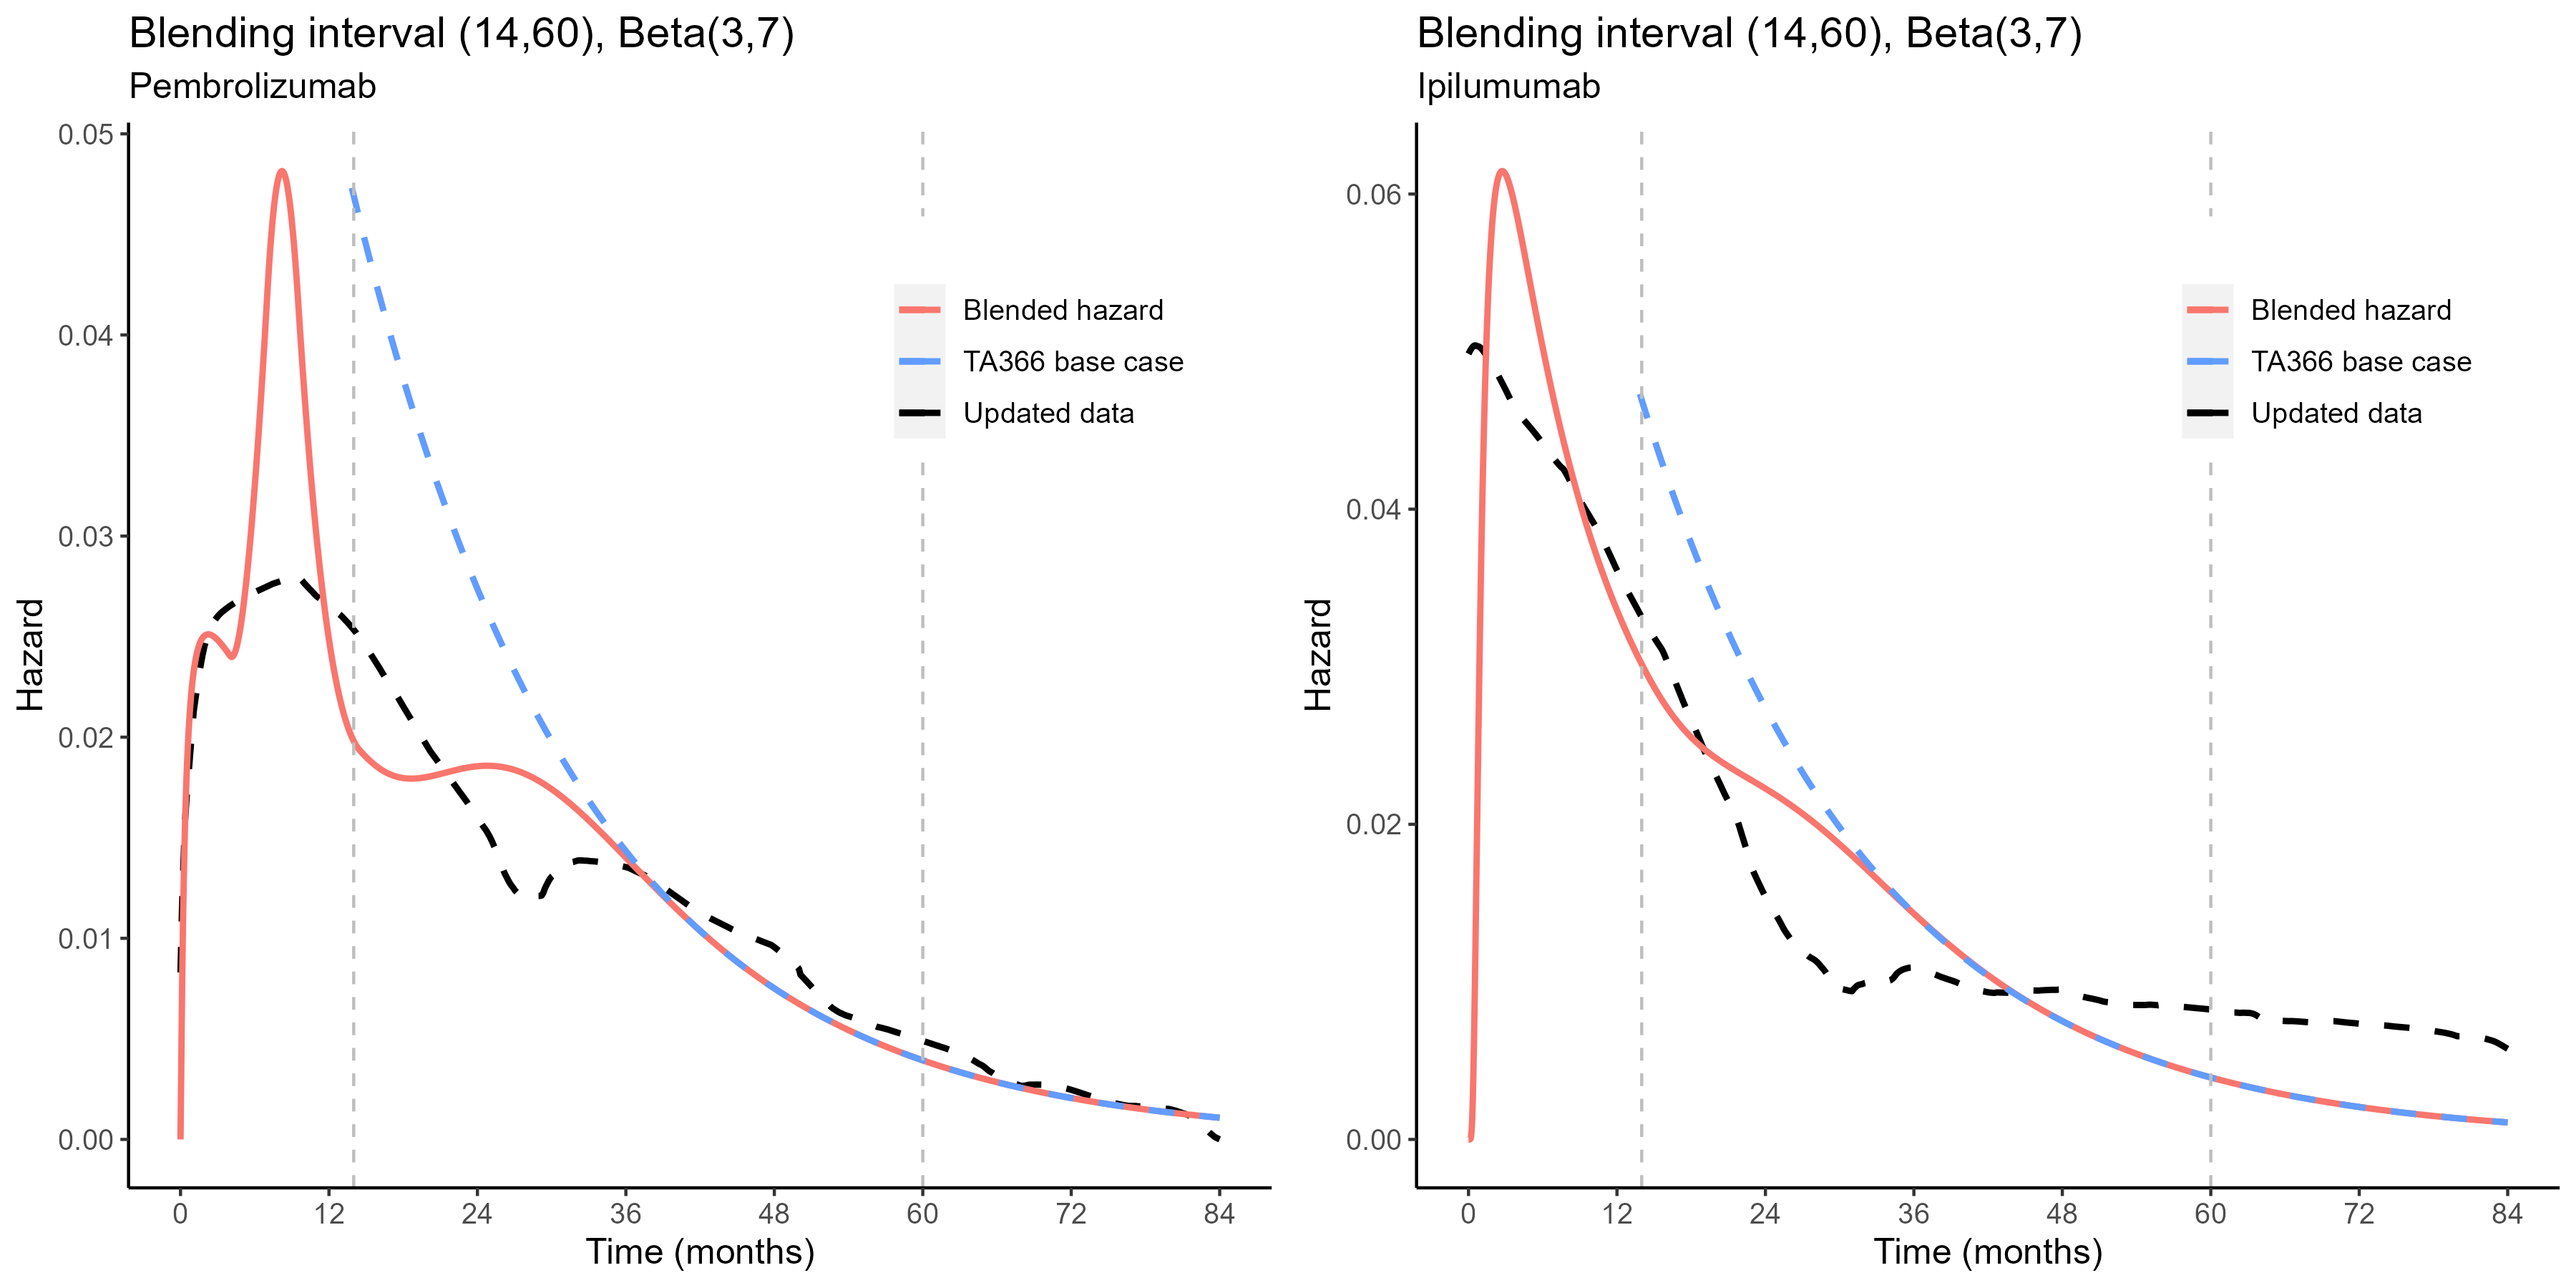 Blending interval (14,60), Beta(3,7)
Pembrolizumab
0.05
0.04
0.03
0.02
0.01
0.00
Hazard
0 12 24 36 48 60 72 84
Time (months)
Blended hazard
TA366 base case
Updated data
Blending interval (14,60), Beta(3,7)
Ipilumumab
0.06
0.04
0.02
0.00
Hazard
0 12 24 36 48 60 72 84
Time (months)
Blended hazard
TA366 base case
Updated data